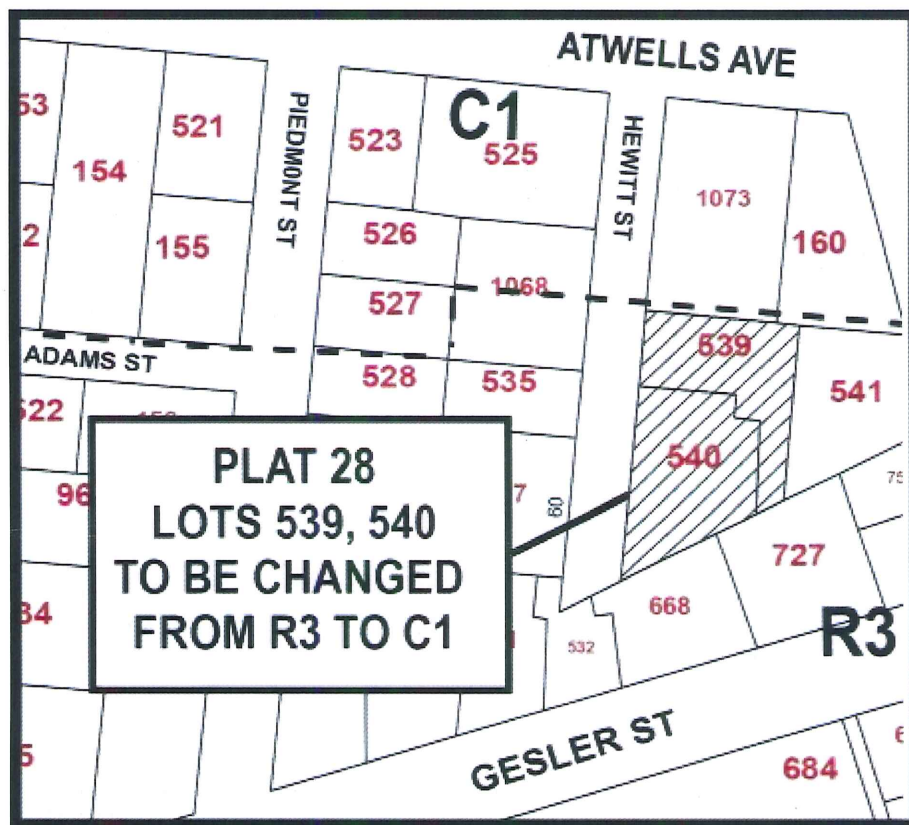 ATWELLS AVE
C1
53
154
521
PIEDMONT ST
523
525
HEWITT ST
1073
160
2
155
526
1068
527
ADAMS ST
528
535
539
541
522
540
96
7
60
75
PLAT 28
LOTS 539, 540
TO BE CHANGED
FROM R3 TO C1
727
668
R3
34
532
GESLER ST
5
684